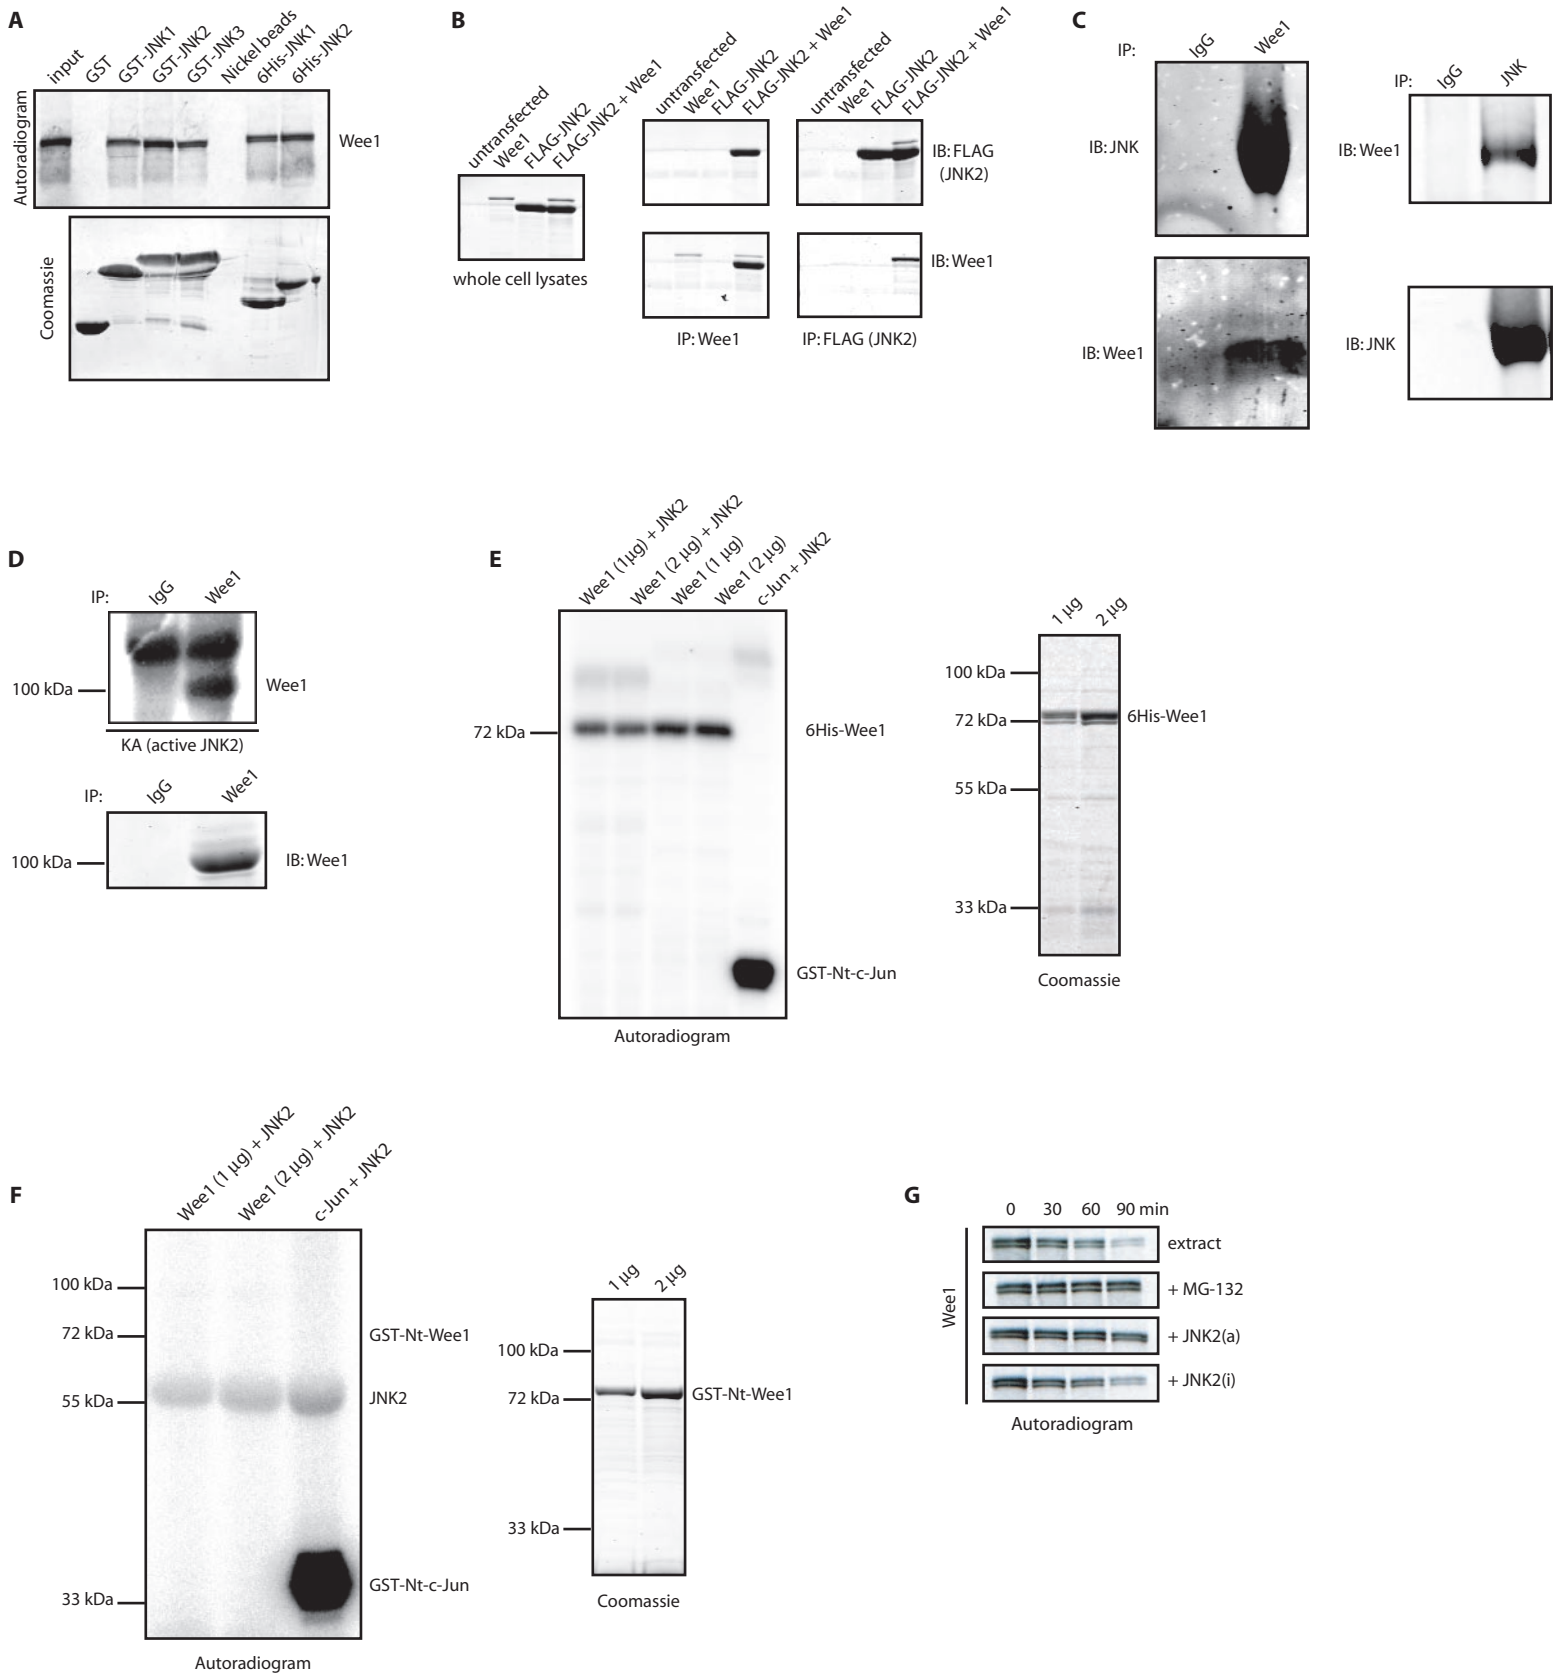 A
input
GST
GST-JNK1
GST-JNK2
GST-JNK3
Nickel beads
6His-JNK1
6His-JNK2
Autoradiogram
Wee1
Coomassie
B
untransfected
Wee1
FLAG-JNK2
FLAG-JNK2 + Wee1
whole cell lysates
untransfected
Wee1
FLAG-JNK2
FLAG-JNK2 + Wee1
untransfected
Wee1
FLAG-JNK2
FLAG-JNK2 + Wee1
IB: FLAG
(JNK2)
IB: Wee1
IP: Wee1
IP: FLAG (JNK2)
C
IP:
IgG
Wee1
IB: JNK
IB: Wee1
IP:
IgG
JNK
IB: Wee1
IB: JNK
D
IP:
IgG
Wee1
100 kDa
Wee1
KA (active JNK2)
IP:
IgG
Wee1
100 kDa
IB: Wee1
E
Wee1 (1µg) + JNK2
Wee1 (2 µg) + JNK2
Wee1 (1 µg)
Wee1 (2 µg)
c-Jun + JNK2
72 kDa
6His-Wee1
GST-Nt-c-Jun
Autoradiogram
1 µg
2 µg
100 kDa
72 kDa
6His-Wee1
55 kDa
33 kDa
Coomassie
F
Wee1 (1 µg) + JNK2
Wee1 (2 µg) + JNK2
c-Jun + JNK2
100 kDa
72 kDa
GST-Nt-Wee1
55 kDa
JNK2
33 kDa
GST-Nt-c-Jun
Autoradiogram
1 µg
2 µg
100 kDa
72 kDa
GST-Nt-Wee1
33 kDa
Coomassie
G
0 30 60 90 min
Wee1
extract
+ MG-132
+ JNK2(a)
+ JNK2(i)
Autoradiogram